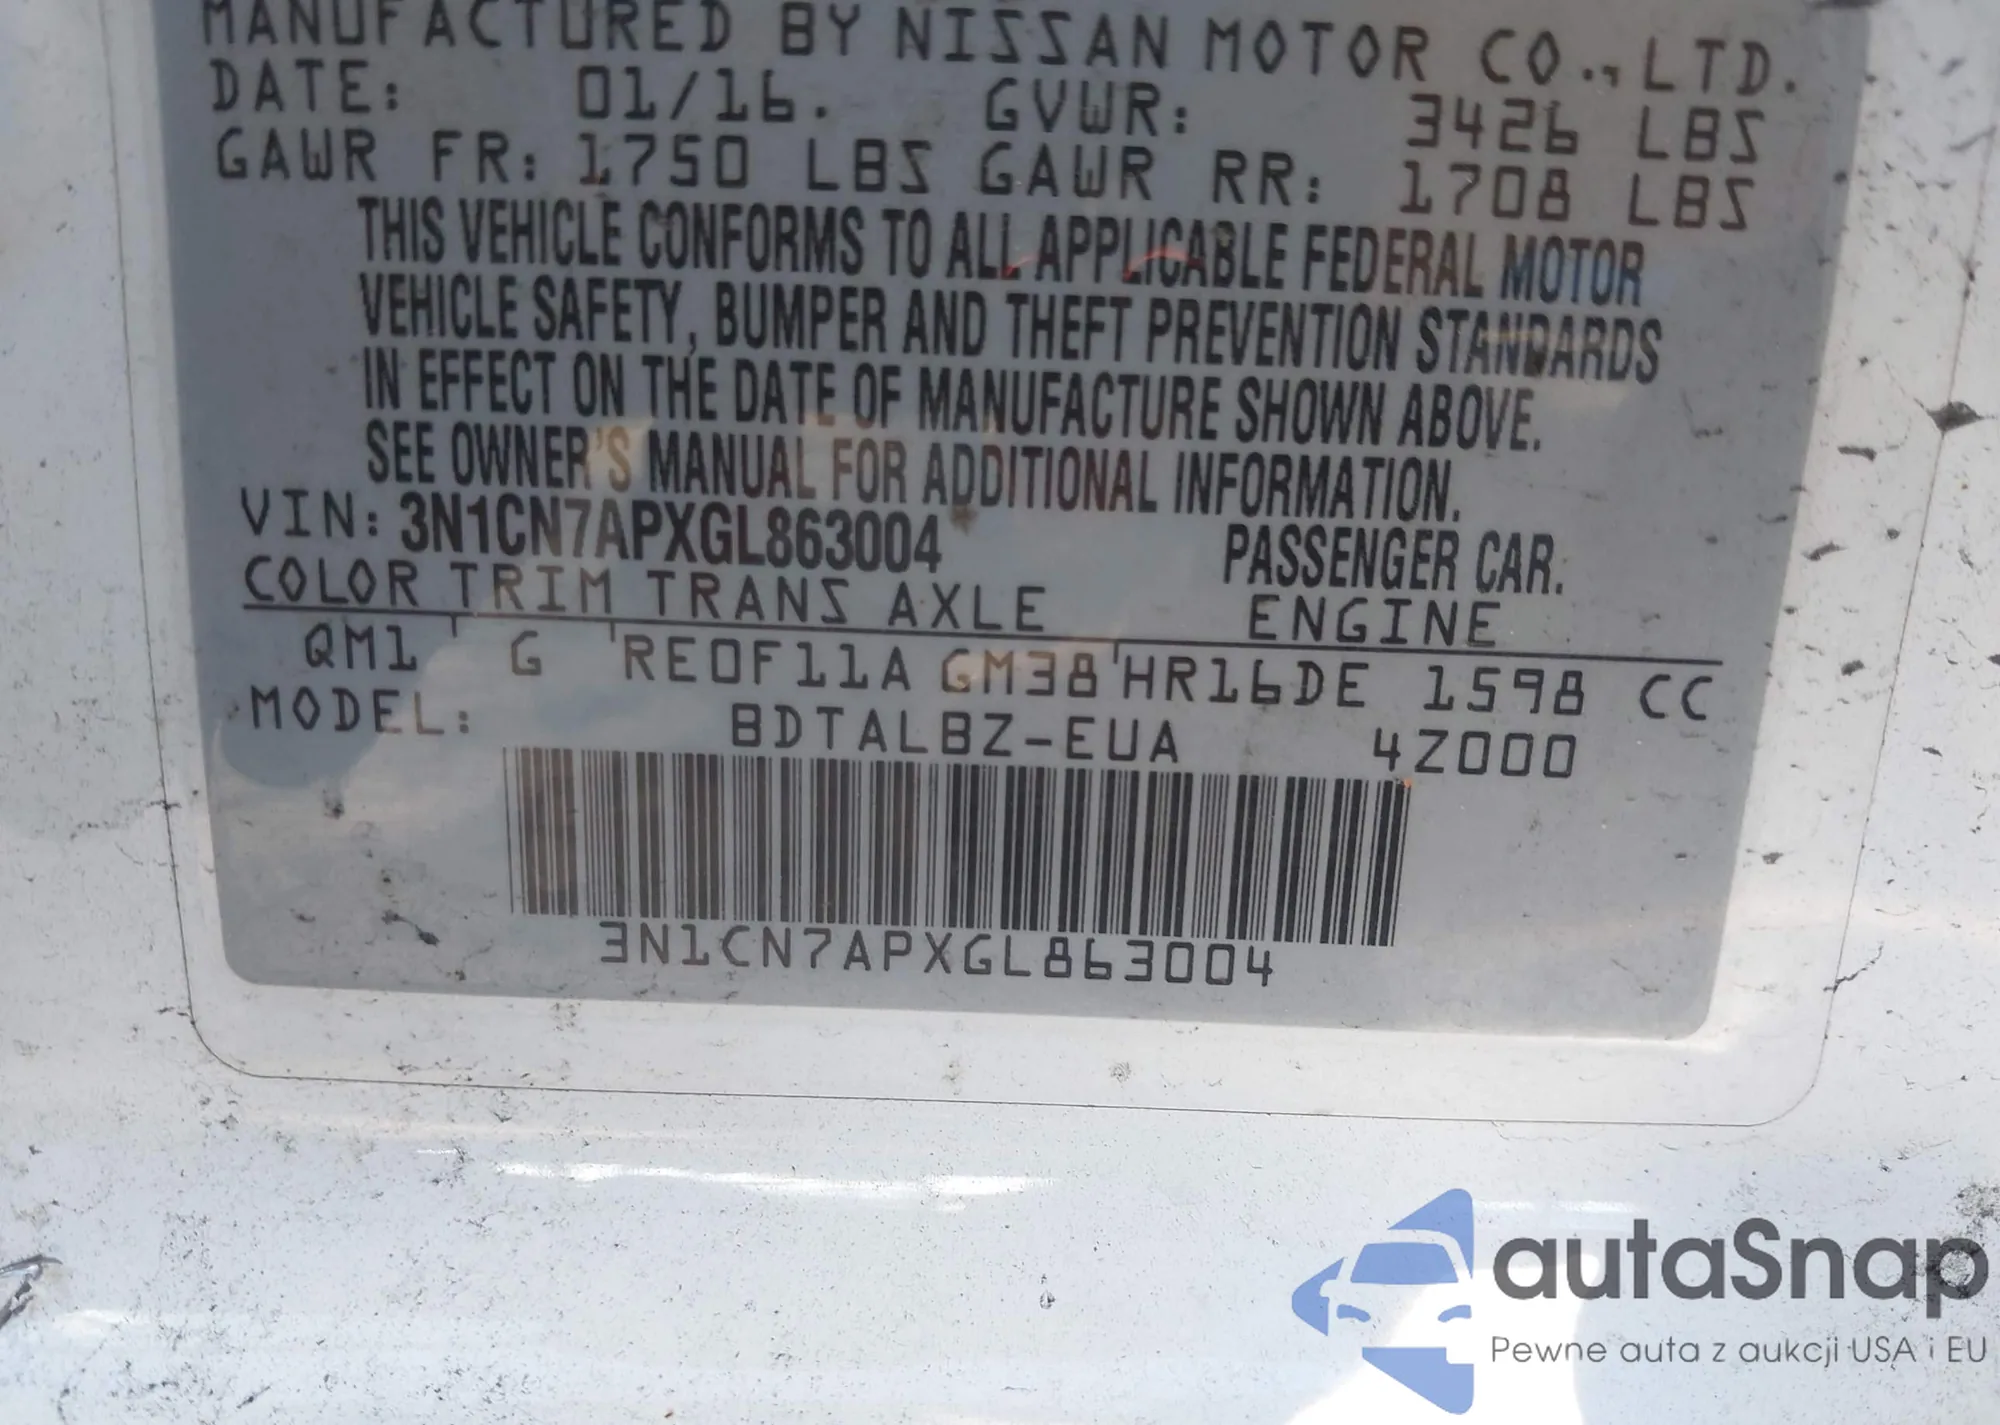 MANUFACTURED BY NISSAN MOTOR CO., LTD.
DATE: 01/16. GVWR: 3426 LBS
GAWR FR: 1750 LBS GAWR RR: 1708 LBS
THIS VEHICLE CONFORMS TO ALL APPLICABLE FEDERAL MOTOR
VEHICLE SAFETY, BUMPER AND THEFT PREVENTION STANDARDS
IN EFFECT ON THE DATE OF MANUFACTURE SHOWN ABOVE.
SEE OWNER'S MANUAL FOR ADDITIONAL INFORMATION.
VIN: 3N1CN7APXGL863004 PASSENGER CAR.
COLOR TRIM TRANS AXLE ENGINE
QM1 G RE0F11A GM38 HR16DE 1598 CC
MODEL: BDTALBZ-EUA 4Z000
3N1CN7APXGL863004
autaSnap
Pewne auta z aukcji USA i EU